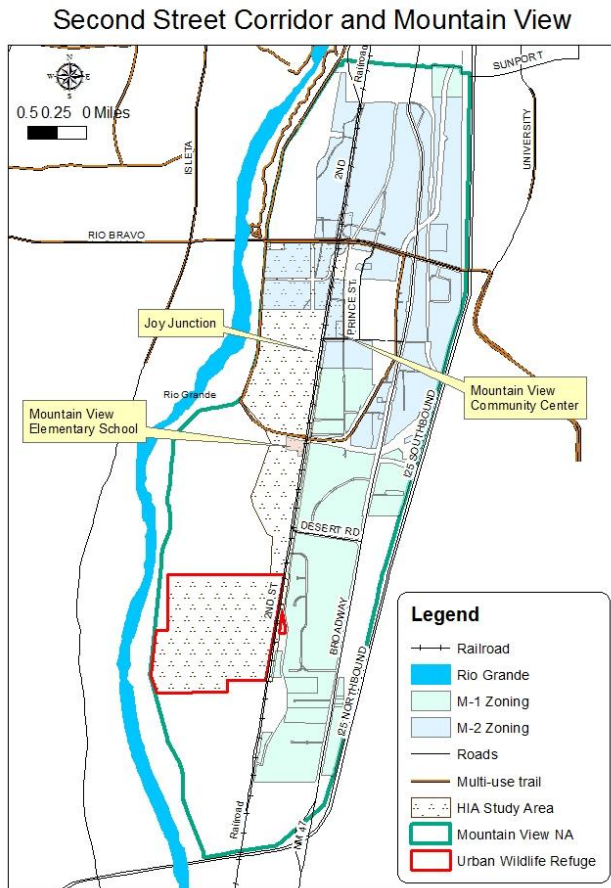 Second Street Corridor and Mountain View
N
W E
S
0.5 0.25 0 Miles
Railroad
SUNPORT
ISLETA
2ND
UNIVERSITY
RIO BRAVO
PRINCE ST.
Joy Junction
Rio Grande
Mountain View
Community Center
Mountain View
Elementary School
I25 SOUTHBOUND
DESERT RD
2ND ST
BROADWAY
I25 NORTHBOUND
Railroad
NM 47
Legend
Railroad
Rio Grande
M-1 Zoning
M-2 Zoning
Roads
Multi-use trail
HIA Study Area
Mountain View NA
Urban Wildlife Refuge